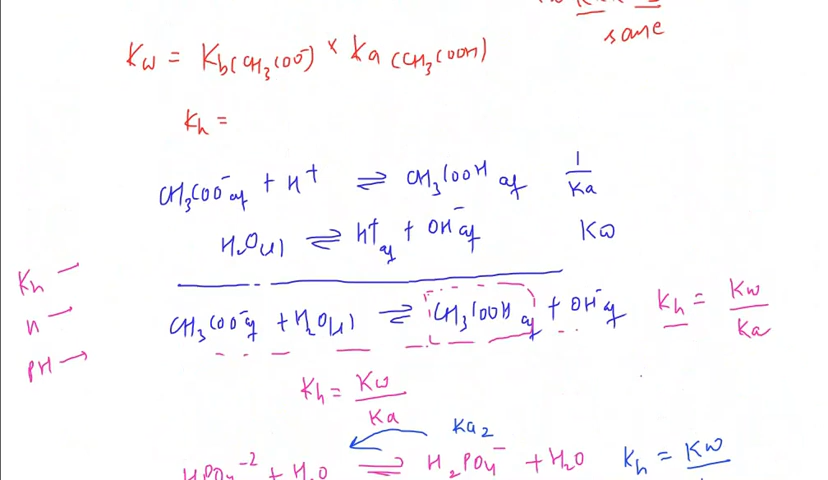 same
Kw = Kb(CH3COO⁻) × Ka (CH3COOH)
Kh =
CH3COO⁻aq + H⁺ ⇌ CH3COOH aq 1/Ka
H2O(l) ⇌ H⁺aq + OH⁻aq Kw
Kh →
CH3COO⁻aq + H2O(l) ⇌ CH3COOH aq + OH⁻aq Kh = Kw/Ka
h →
PH →
Kh = Kw/Ka
Ka2
HPO4⁻² + H2O ⇌ H2PO4⁻ + H2O Kh = Kw